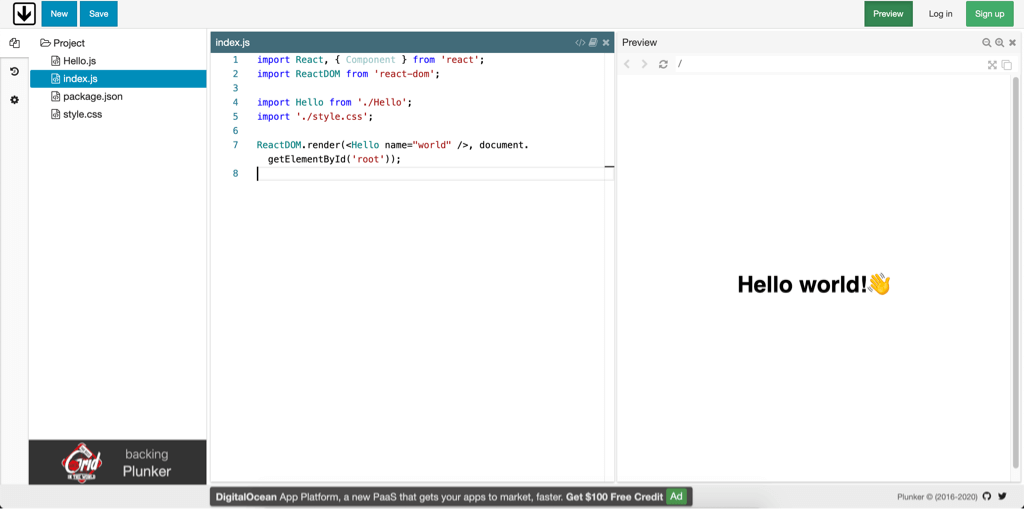 New Save Preview Log in Sign up
Project
Hello.js
index.js
package.json
style.css
backing
Plunker
Grid
IN THE WORLD
index.js
1 import React, { Component } from 'react';
2 import ReactDOM from 'react-dom';
3
4 import Hello from './Hello';
5 import './style.css';
6
7 ReactDOM.render(<Hello name="world" />, document.
getElementById('root'));
8
Preview
/
Hello world!👋
DigitalOcean App Platform, a new PaaS that gets your apps to market, faster. Get $100 Free Credit Ad
Plunker © (2016-2020)